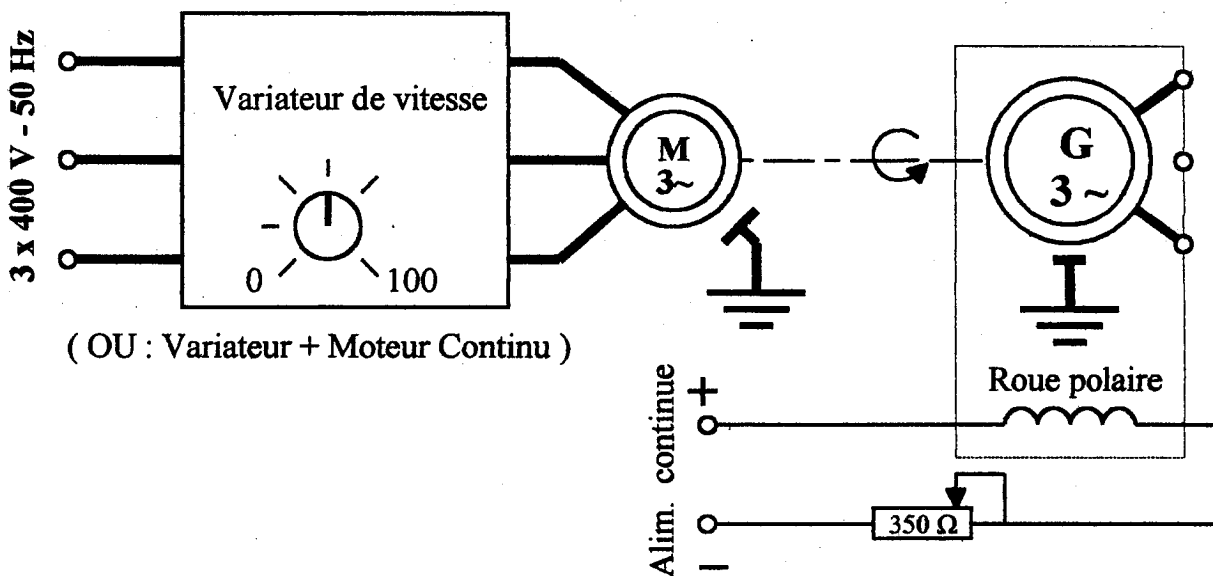 3 x 400 V - 50 Hz
Variateur de vitesse
0
100
M
3~
G
3 ~
( OU : Variateur + Moteur Continu )
Roue polaire
Alim. continue
+
350 Ω
−